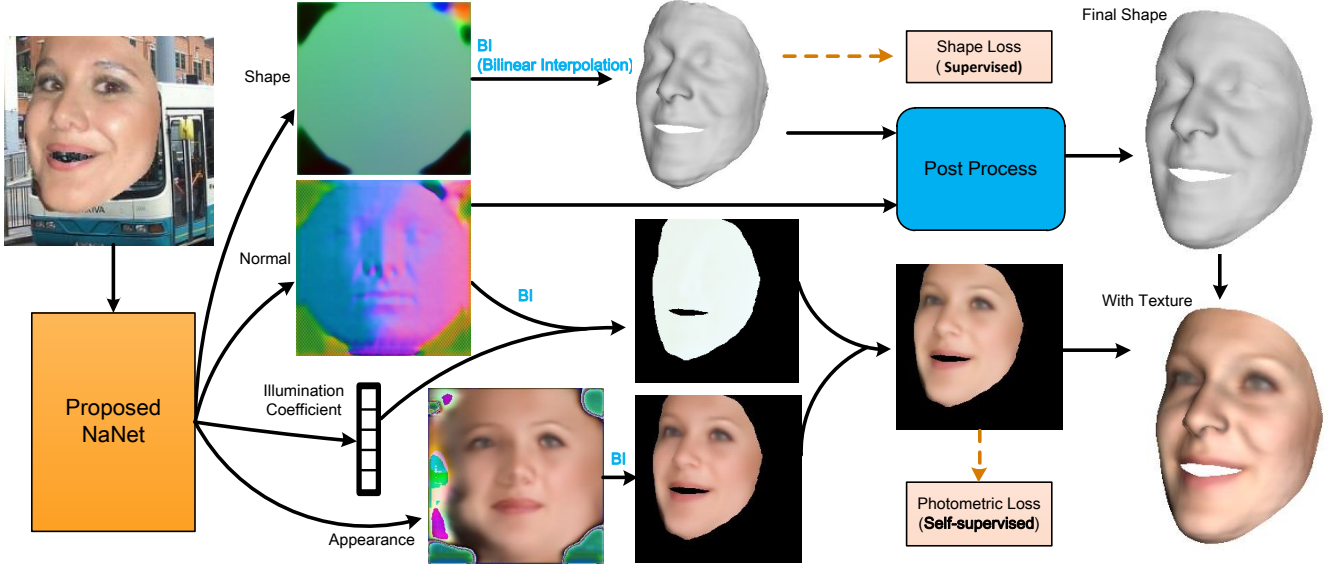 Final Shape
BI
(Bilinear Interpolation)
Shape
Shape Loss
( Supervised)
Post Process
Normal
BI
With Texture
Proposed
NaNet
Illumination
Coefficient
BI
Appearance
Photometric Loss
(Self-supervised)